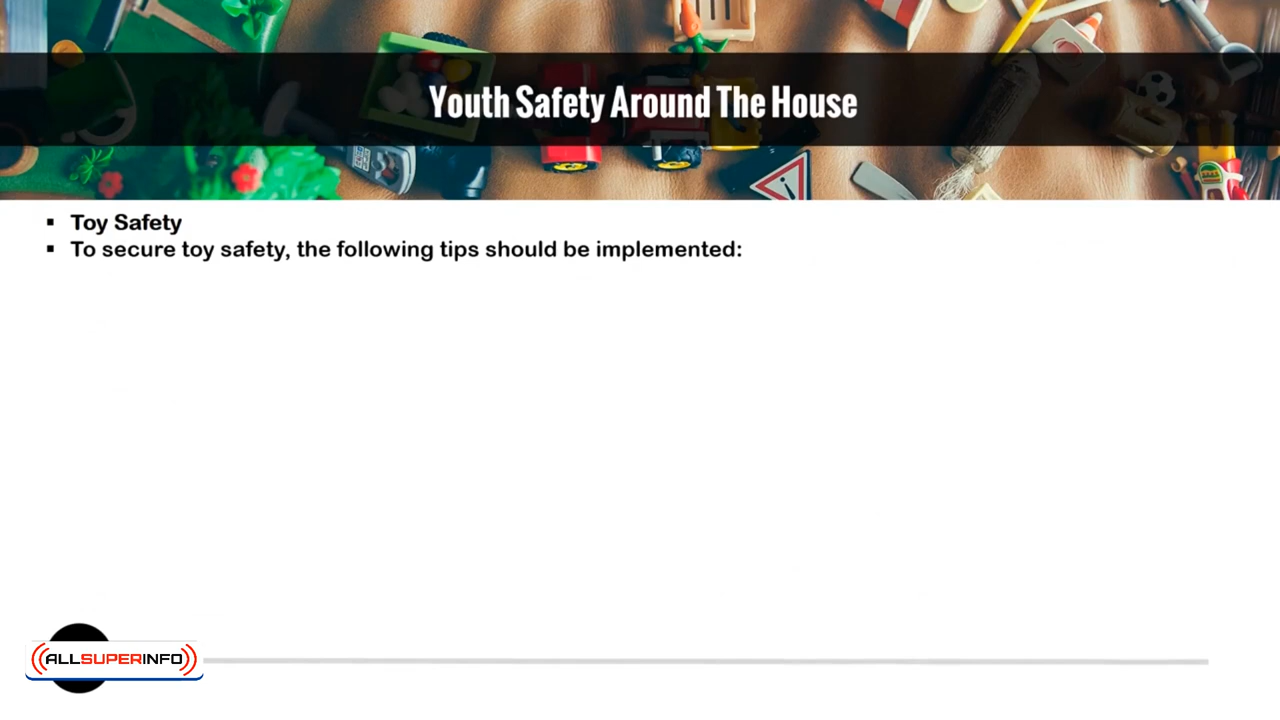 Youth Safety Around The House
▪ Toy Safety
▪ To secure toy safety, the following tips should be implemented:
ALLSUPERINFO